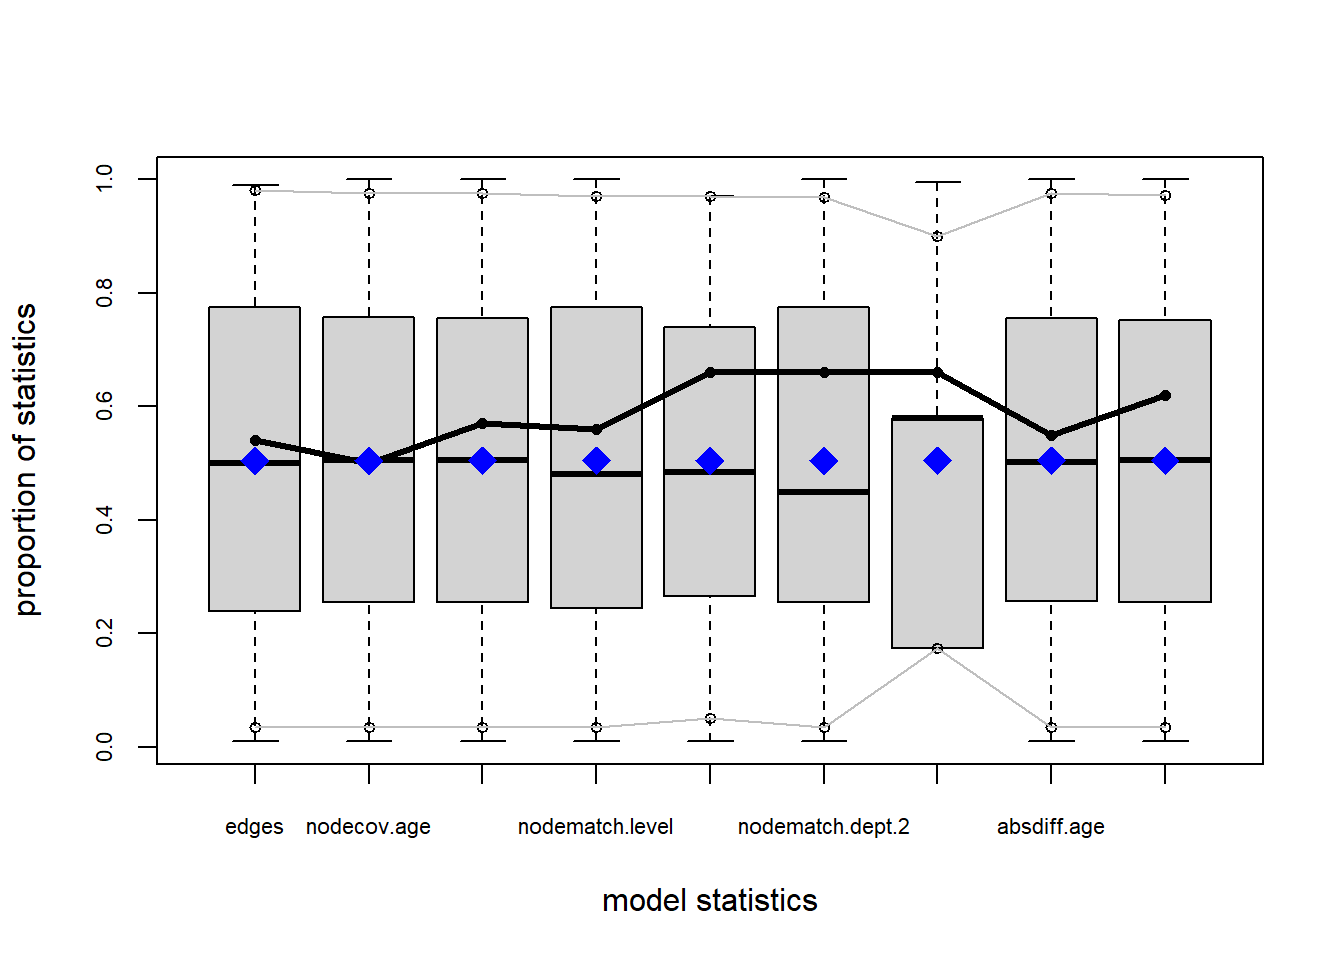 proportion of statistics
1.0
0.8
0.6
0.4
0.2
0.0
edges nodecov.age nodematch.level nodematch.dept.2 absdiff.age
model statistics